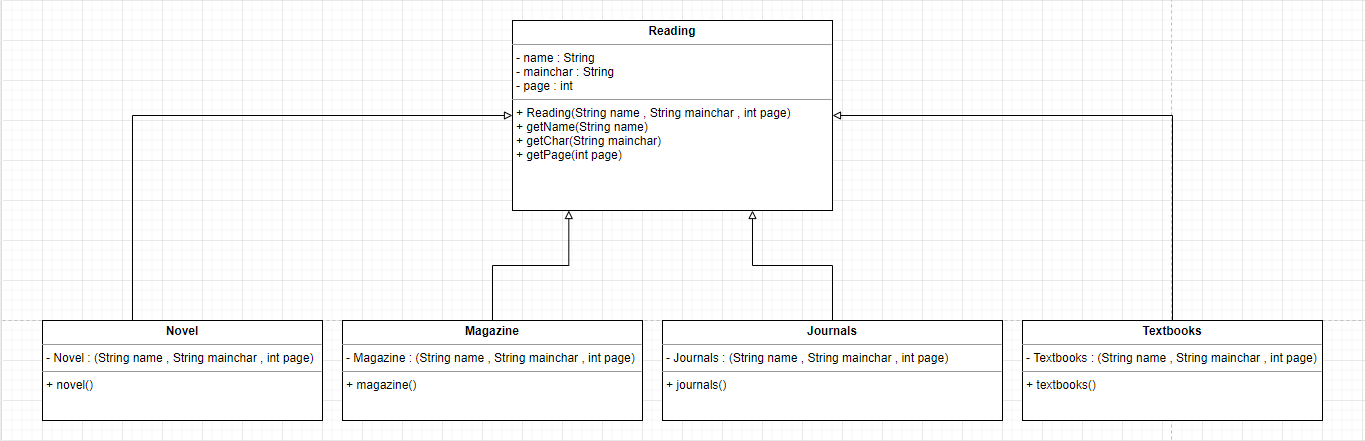 Reading
- name : String
- mainchar : String
- page : int
+ Reading(String name , String mainchar , int page)
+ getName(String name)
+ getChar(String mainchar)
+ getPage(int page)
Novel
- Novel : (String name , String mainchar , int page)
+ novel()
Magazine
- Magazine : (String name , String mainchar , int page)
+ magazine()
Journals
- Journals : (String name , String mainchar , int page)
+ journals()
Textbooks
- Textbooks : (String name , String mainchar , int page)
+ textbooks()